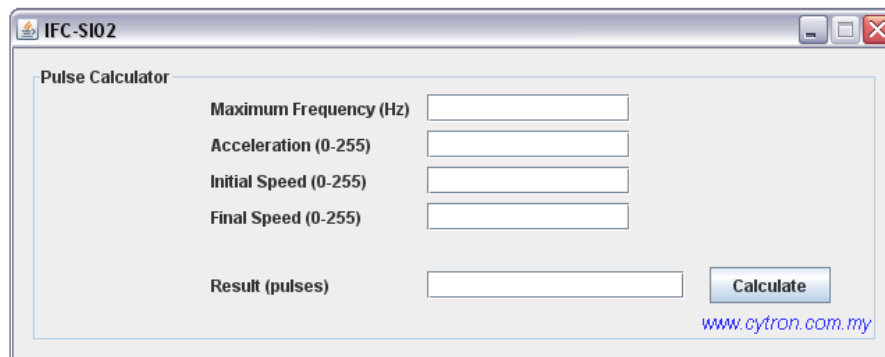 IFC-SI02
Pulse Calculator
Maximum Frequency (Hz)
Acceleration (0-255)
Initial Speed (0-255)
Final Speed (0-255)
Result (pulses) Calculate
www.cytron.com.my